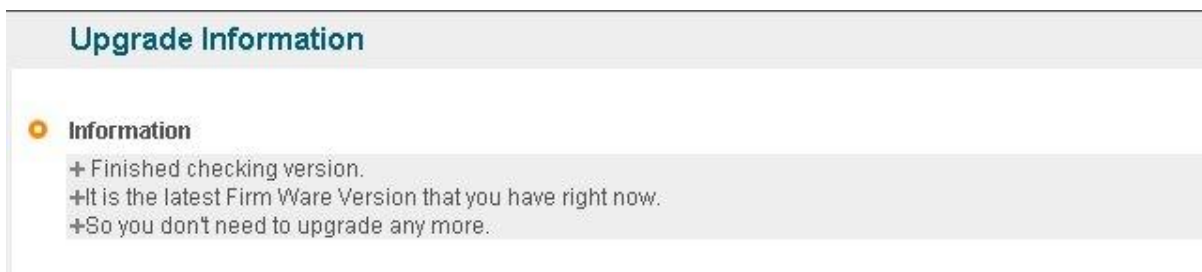 Upgrade Information
Information
+ Finished checking version.
+It is the latest Firm Ware Version that you have right now.
+So you don't need to upgrade any more.